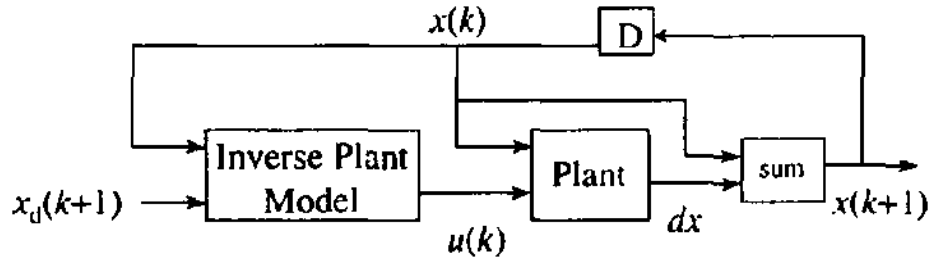 x(k)
D
Inverse Plant
Model
Plant
sum
x_d(k+1)
u(k)
dx
x(k+1)